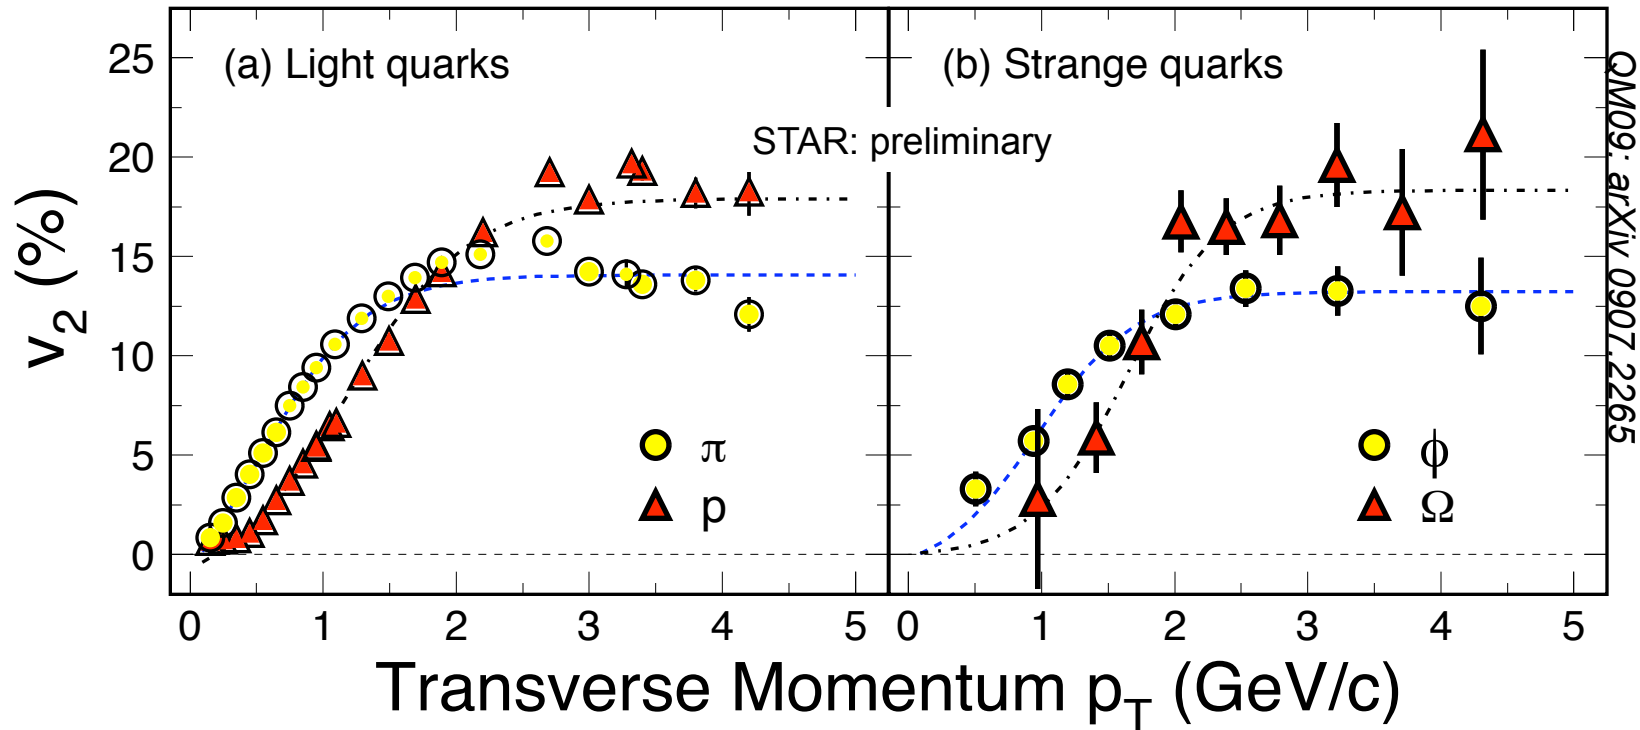 (a) Light quarks
(b) Strange quarks
STAR: preliminary
QM09: arXiv 0907.2265
v2 (%)
25
20
15
10
5
0
π
p
ϕ
Ω
0 1 2 3 4 5
0 1 2 3 4 5
Transverse Momentum pT (GeV/c)